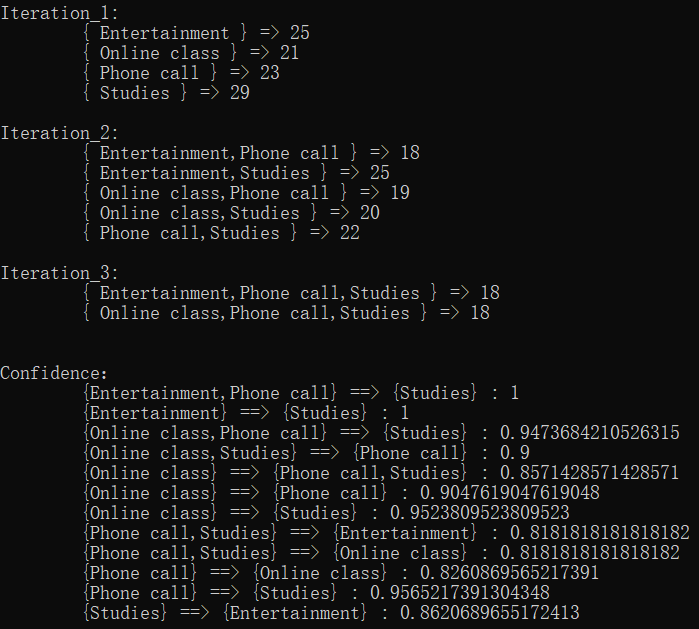 Iteration_1:
{ Entertainment } => 25
{ Online class } => 21
{ Phone call } => 23
{ Studies } => 29
Iteration_2:
{ Entertainment,Phone call } => 18
{ Entertainment,Studies } => 25
{ Online class,Phone call } => 19
{ Online class,Studies } => 20
{ Phone call,Studies } => 22
Iteration_3:
{ Entertainment,Phone call,Studies } => 18
{ Online class,Phone call,Studies } => 18
Confidence:
{Entertainment,Phone call} ==> {Studies} : 1
{Entertainment} ==> {Studies} : 1
{Online class,Phone call} ==> {Studies} : 0.9473684210526315
{Online class,Studies} ==> {Phone call} : 0.9
{Online class} ==> {Phone call,Studies} : 0.8571428571428571
{Online class} ==> {Phone call} : 0.9047619047619048
{Online class} ==> {Studies} : 0.9523809523809523
{Phone call,Studies} ==> {Entertainment} : 0.8181818181818182
{Phone call,Studies} ==> {Online class} : 0.8181818181818182
{Phone call} ==> {Online class} : 0.8260869565217391
{Phone call} ==> {Studies} : 0.9565217391304348
{Studies} ==> {Entertainment} : 0.8620689655172413